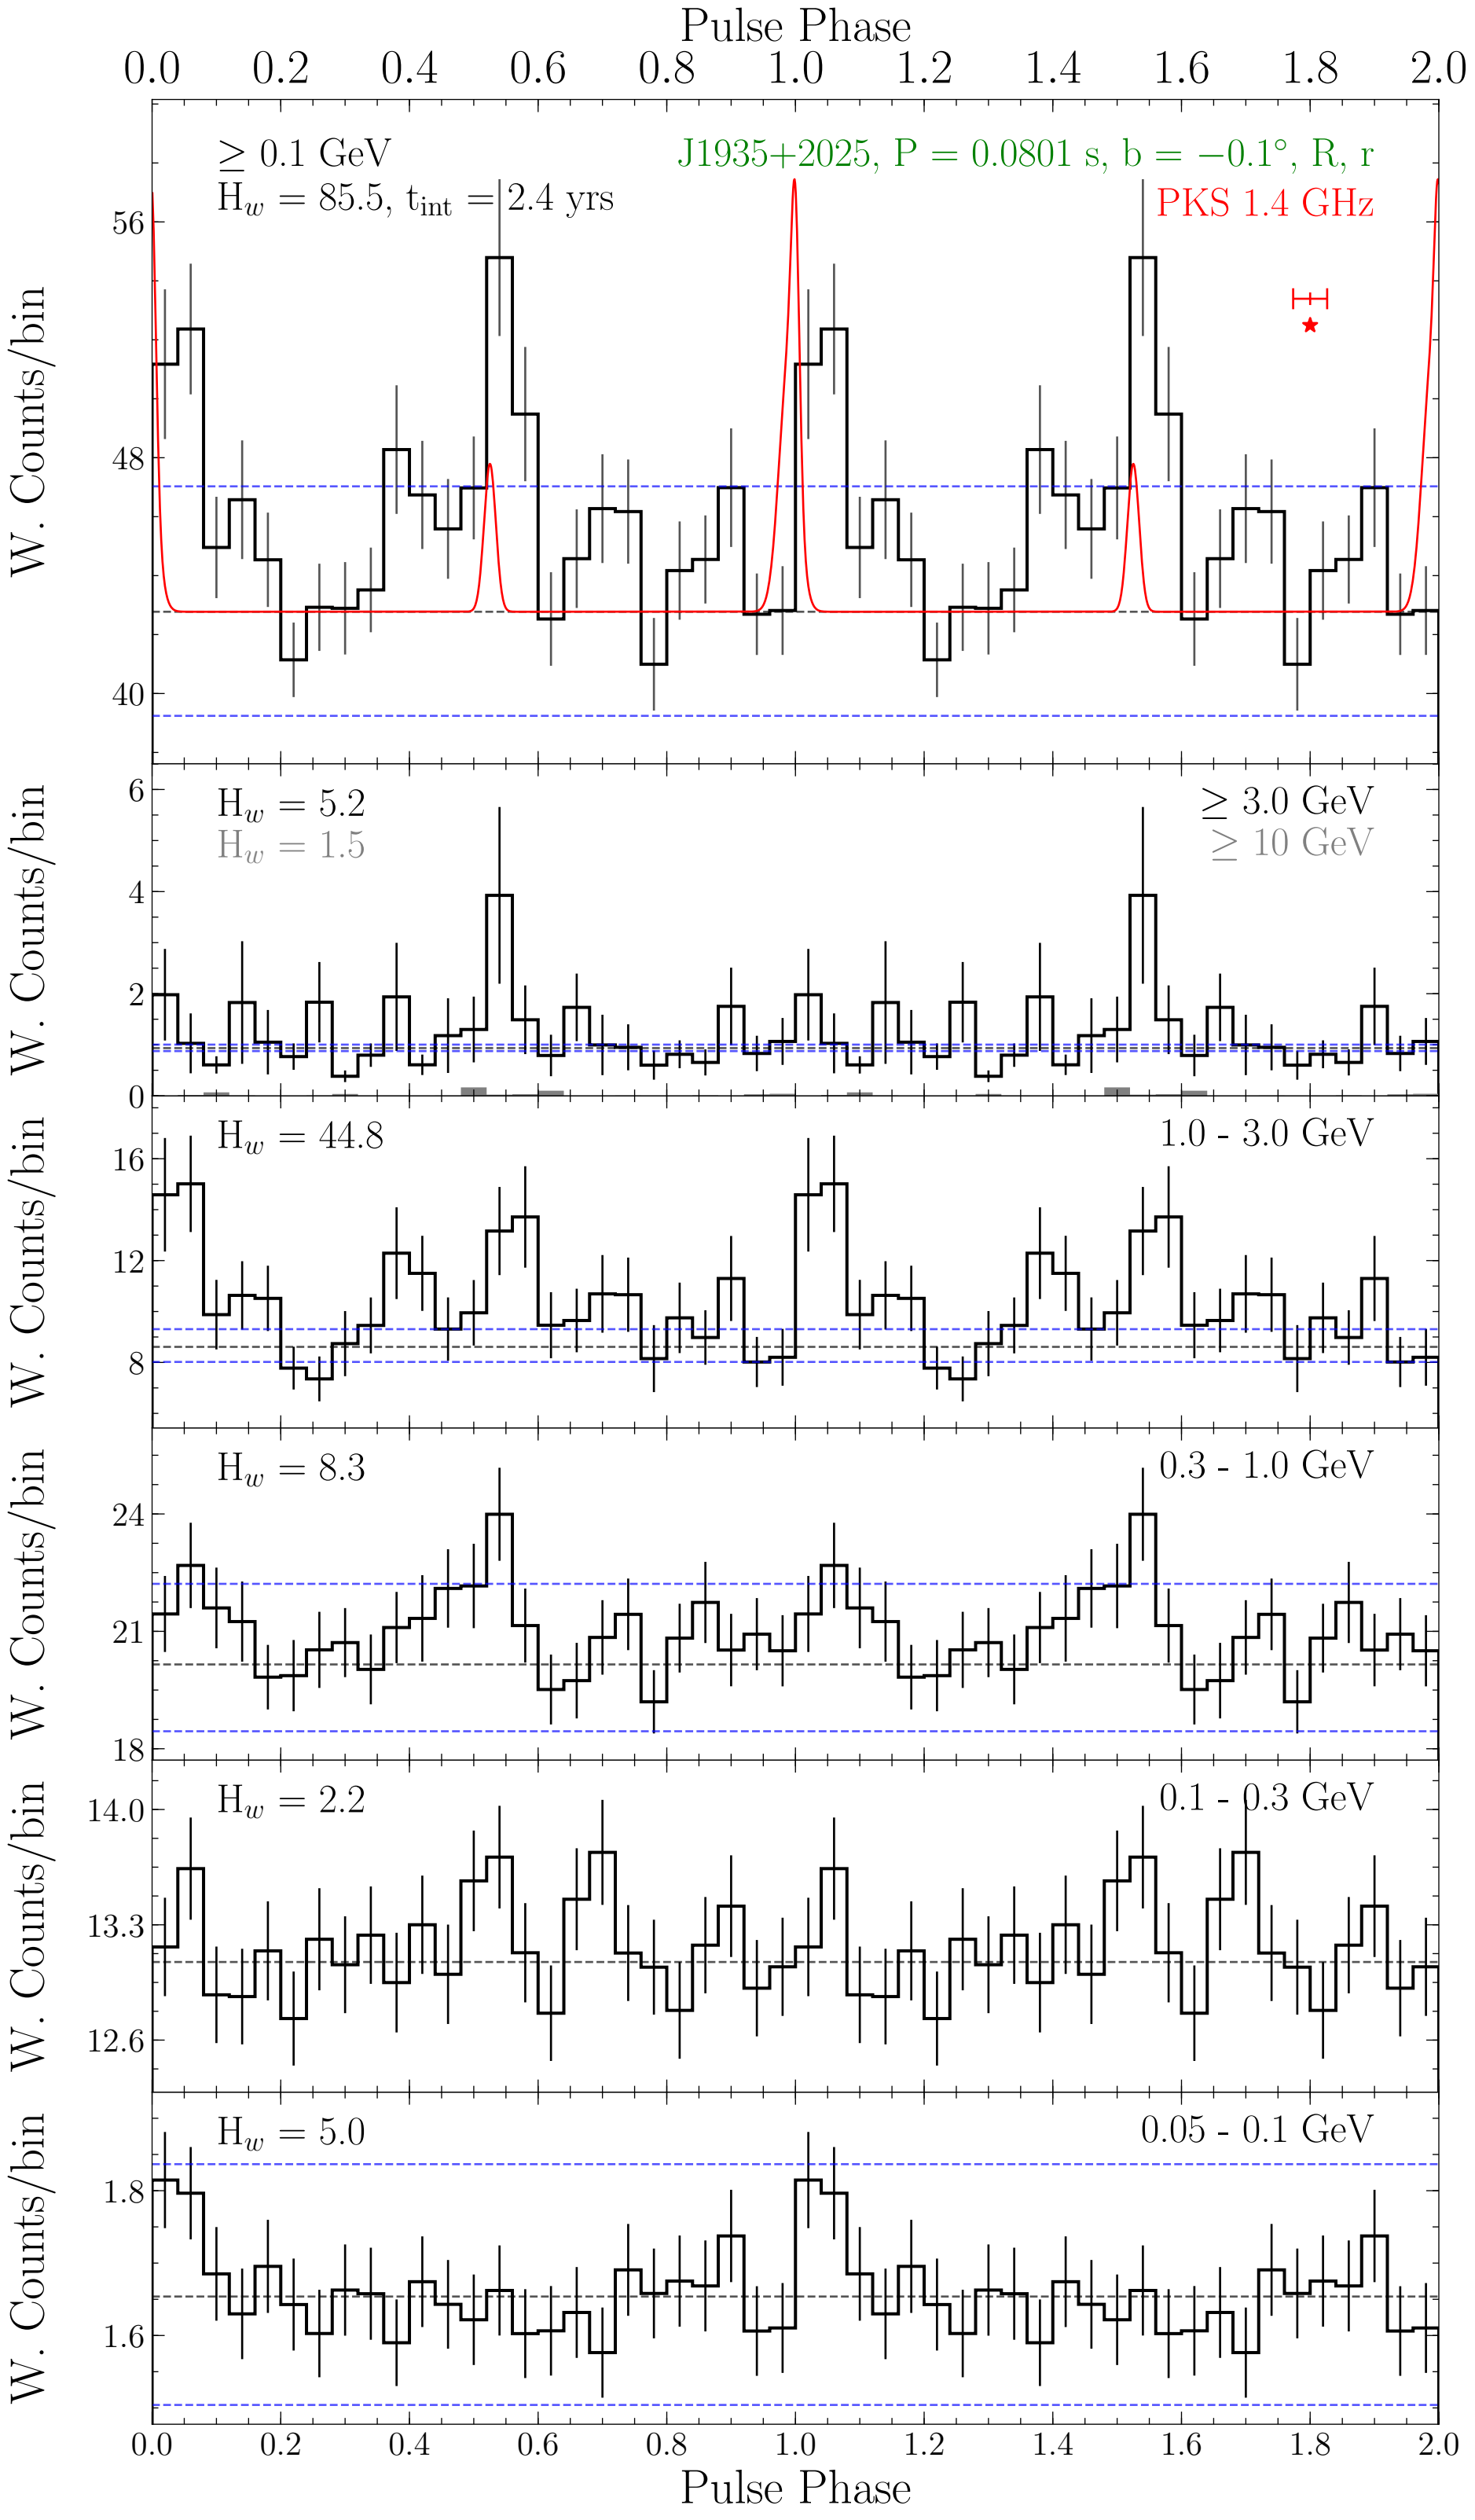 Pulse Phase
0.0 0.2 0.4 0.6 0.8 1.0 1.2 1.4 1.6 1.8 2.0
≥ 0.1 GeV
J1935+2025, P = 0.0801 s, b = −0.1°, R, r
H_w = 85.5, t_int = 2.4 yrs
PKS 1.4 GHz
56
48
40
W. Counts/bin
H_w = 5.2
≥ 3.0 GeV
H_w = 1.5
≥ 10 GeV
6
4
2
0
W. Counts/bin
H_w = 44.8
1.0 - 3.0 GeV
16
12
8
W. Counts/bin
H_w = 8.3
0.3 - 1.0 GeV
24
21
18
W. Counts/bin
H_w = 2.2
0.1 - 0.3 GeV
14.0
13.3
12.6
W. Counts/bin
H_w = 5.0
0.05 - 0.1 GeV
1.8
1.6
W. Counts/bin
0.0 0.2 0.4 0.6 0.8 1.0 1.2 1.4 1.6 1.8 2.0
Pulse Phase